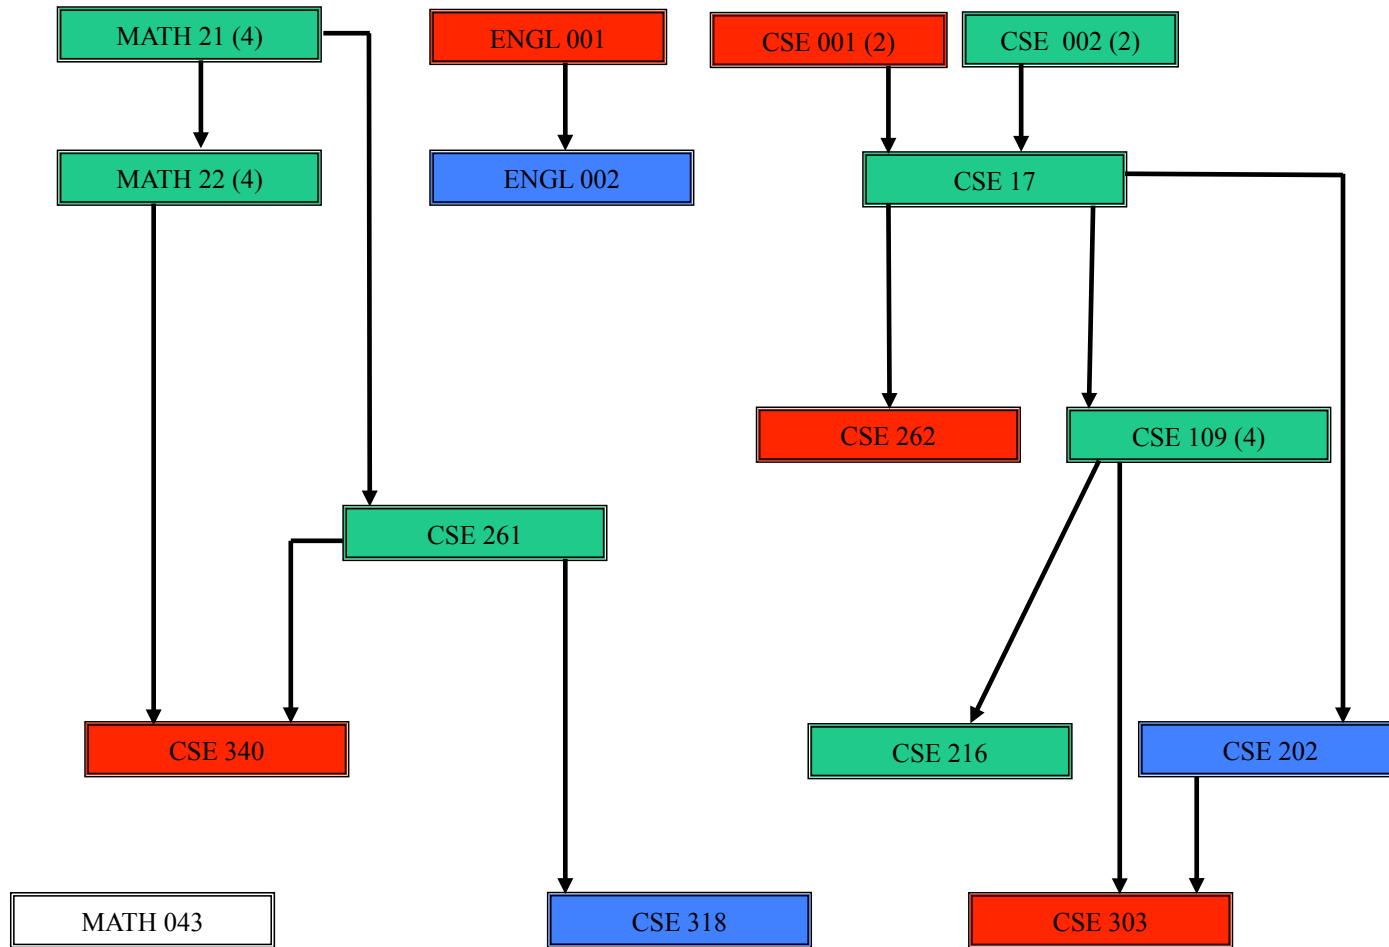 MATH 21 (4)
ENGL 001
CSE 001 (2)
CSE 002 (2)
MATH 22 (4)
ENGL 002
CSE 17
CSE 262
CSE 109 (4)
CSE 261
CSE 340
CSE 216
CSE 202
MATH 043
CSE 318
CSE 303